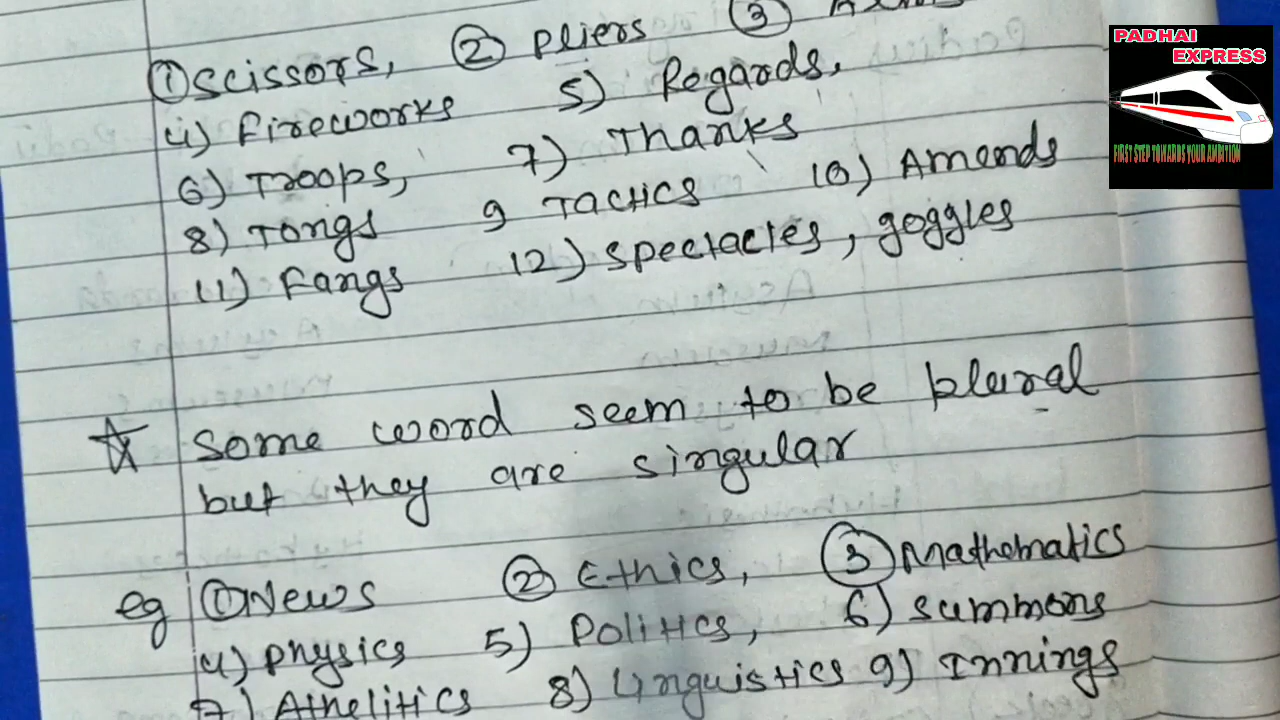 ① Scissors, ② Pliers ③
4) Fireworks 5) Regards,
6) Troops, 7) Thanks
8) Tongs 9 Tactics 10) Amends
11) Fangs 12) Spectacles, goggles
☆ Some word seem to be plural
but they are singular
eg ① News ② Ethics, ③ Mathematics
4) Physics 5) Politics, 6) Summons
7) Athelitics 8) Linguistics 9) Innings
PADHAI
EXPRESS
FIRST STEP TOWARDS YOUR AMBITION